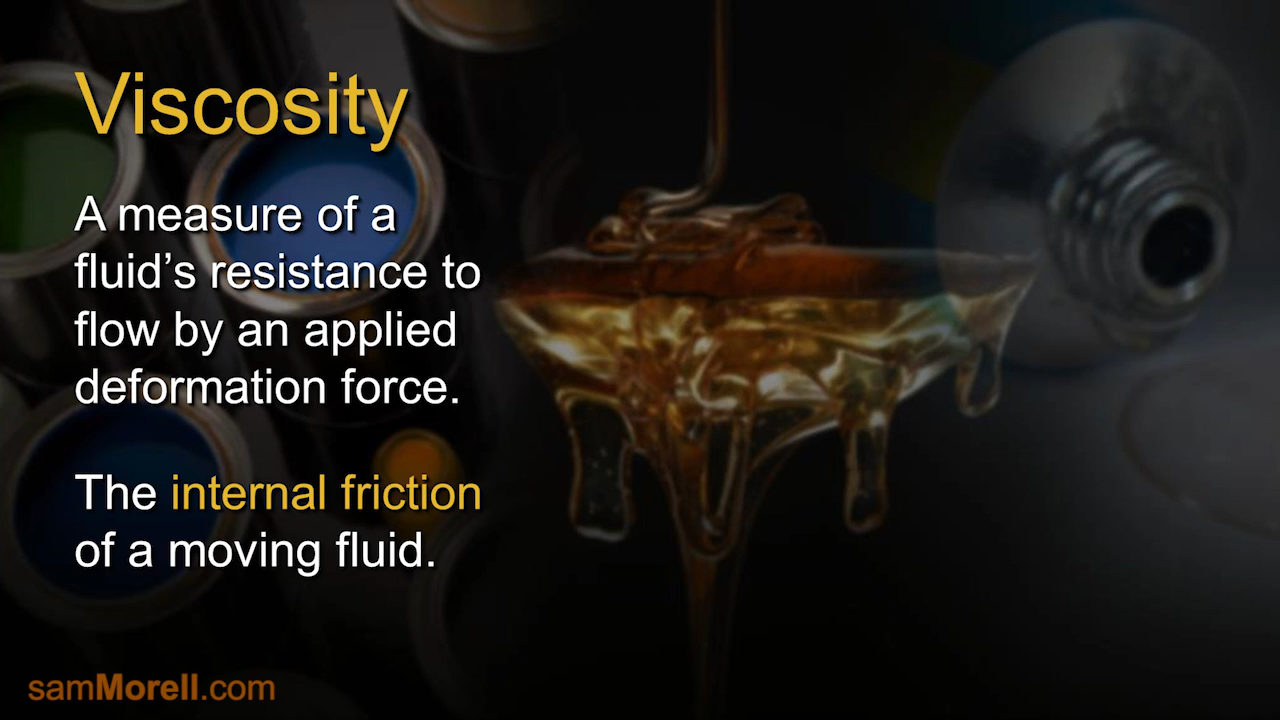 Viscosity
A measure of a
fluid’s resistance to
flow by an applied
deformation force.
The internal friction
of a moving fluid.
samMorell.com